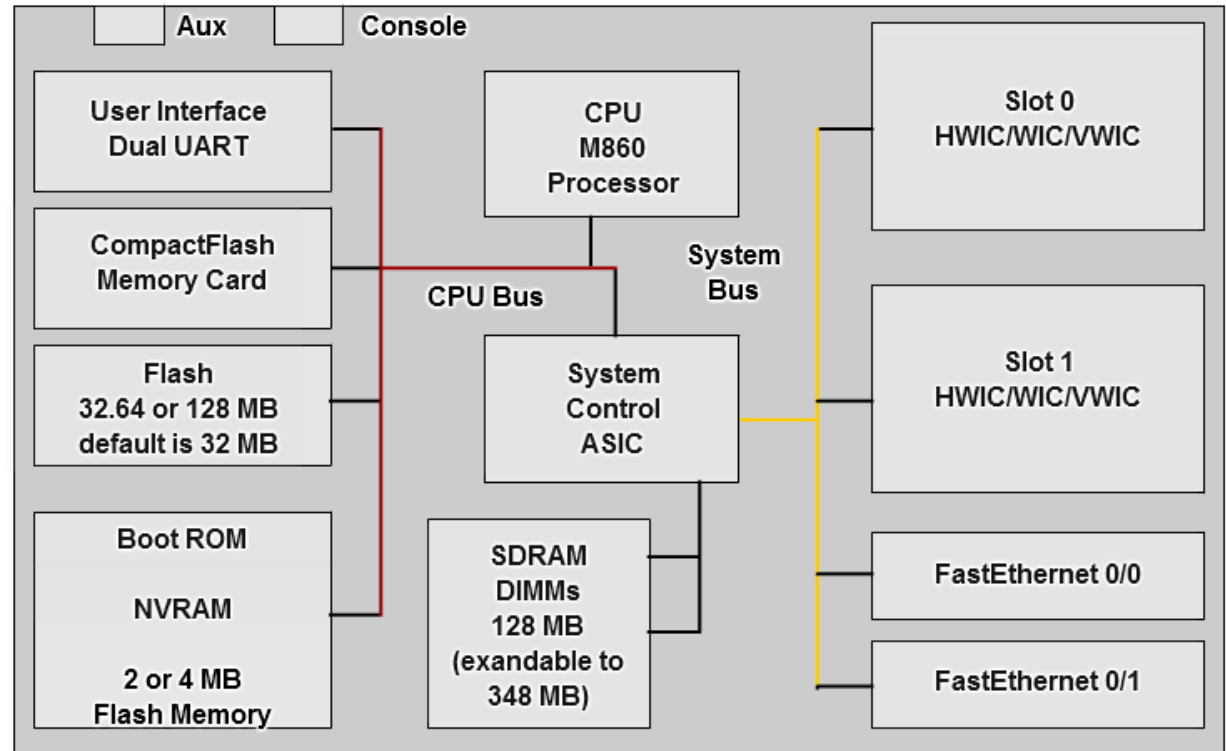 Aux
Console
User Interface
Dual UART
CompactFlash
Memory Card
Flash
32.64 or 128 MB
default is 32 MB
Boot ROM
NVRAM
2 or 4 MB
Flash Memory
CPU
M860
Processor
CPU Bus
System
Bus
System
Control
ASIC
SDRAM
DIMMs
128 MB
(exandable to
348 MB)
Slot 0
HWIC/WIC/VWIC
Slot 1
HWIC/WIC/VWIC
FastEthernet 0/0
FastEthernet 0/1